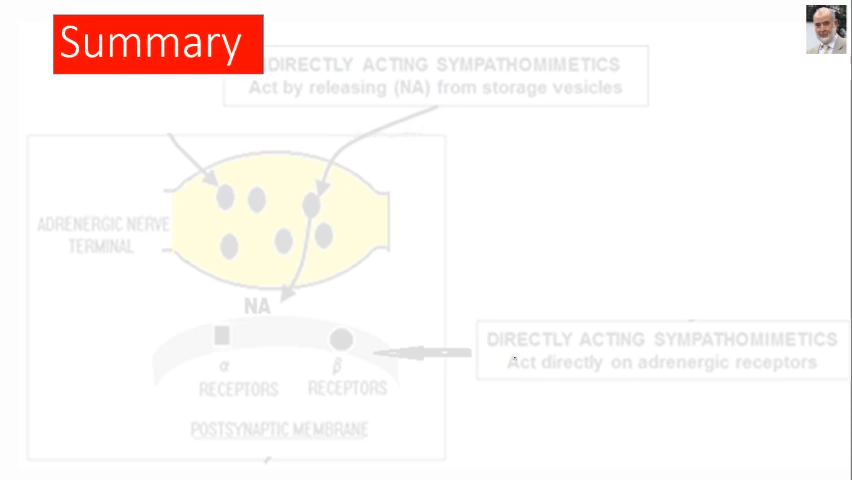 Summary
NDIRECTLY ACTING SYMPATHOMIMETICS
Act by releasing (NA) from storage vesicles
ADRENERGIC NERVE
TERMINAL
NA
α
β
RECEPTORS
RECEPTORS
POSTSYNAPTIC MEMBRANE
DIRECTLY ACTING SYMPATHOMIMETICS
Act directly on adrenergic receptors